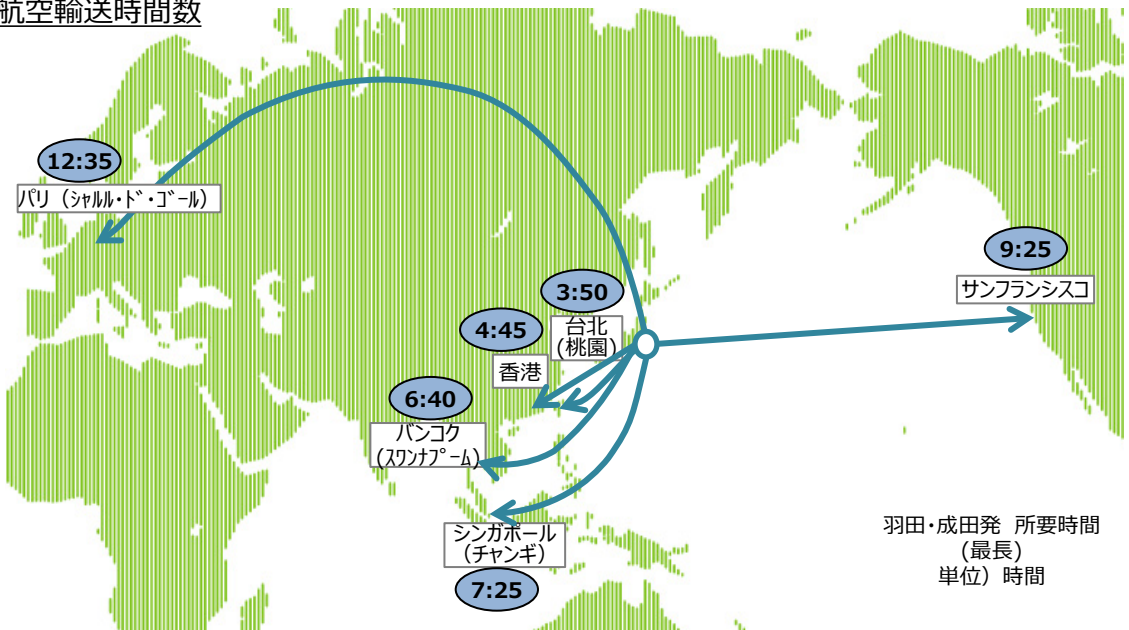 航空輸送時間数
12:35
パリ（ｼｬﾙﾙ･ﾄﾞ･ｺﾞｰﾙ）
9:25
サンフランシスコ
3:50
台北
(桃園)
4:45
香港
6:40
バンコク
(ｽﾜﾝﾅﾌﾟｰﾑ)
シンガポール
（チャンギ）
7:25
羽田･成田発 所要時間
(最長)
単位）時間